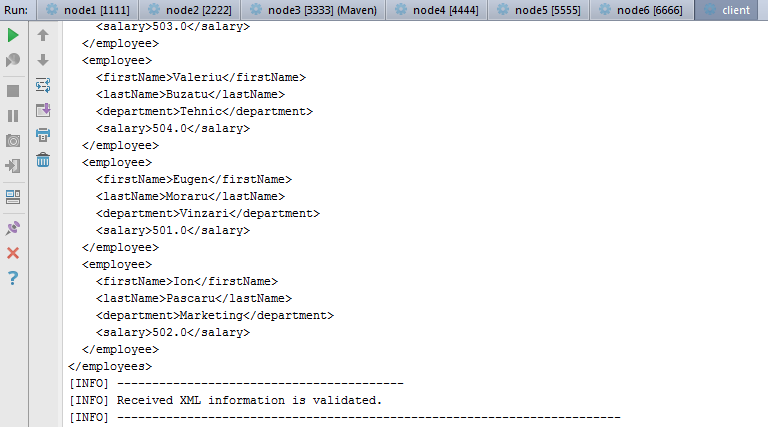 Run: node1 [1111] node2 [2222] node3 [3333] (Maven) node4 [4444] node5 [5555] node6 [6666] client
<salary>503.0</salary>
</employee>
<employee>
<firstName>Valeriu</firstName>
<lastName>Buzatu</lastName>
<department>Tehnic</department>
<salary>504.0</salary>
</employee>
<employee>
<firstName>Eugen</firstName>
<lastName>Moraru</lastName>
<department>Vinzari</department>
<salary>501.0</salary>
</employee>
<employee>
<firstName>Ion</firstName>
<lastName>Pascaru</lastName>
<department>Marketing</department>
<salary>502.0</salary>
</employee>
</employees>
[INFO] -----------------------------------------
[INFO] Received XML information is validated.
[INFO] ------------------------------------------------------------------------